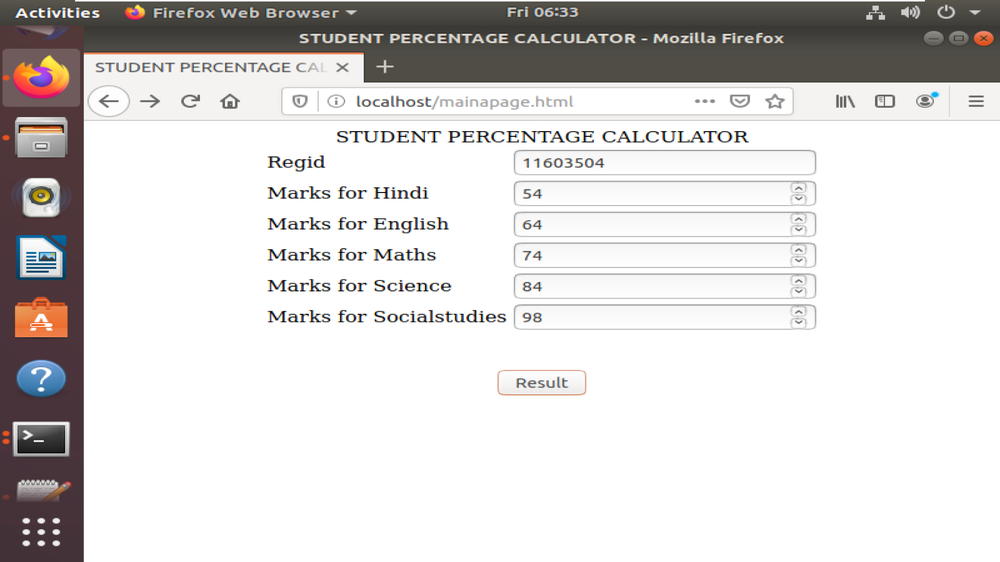 Activities Firefox Web Browser Fri 06:33
STUDENT PERCENTAGE CALCULATOR - Mozilla Firefox
STUDENT PERCENTAGE CAL
localhost/mainapage.html
STUDENT PERCENTAGE CALCULATOR
Regid 11603504
Marks for Hindi 54
Marks for English 64
Marks for Maths 74
Marks for Science 84
Marks for Socialstudies 98
Result